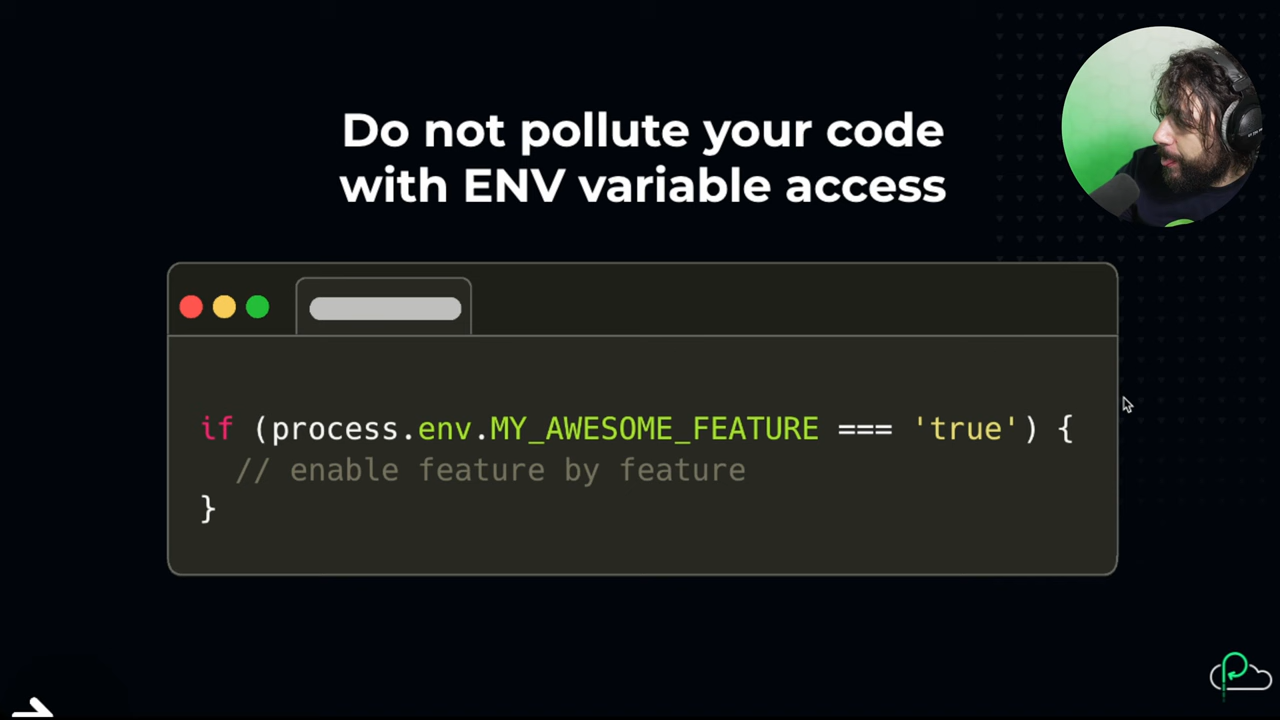 Do not pollute your code
with ENV variable access
if (process.env.MY_AWESOME_FEATURE === 'true') {
  // enable feature by feature
}